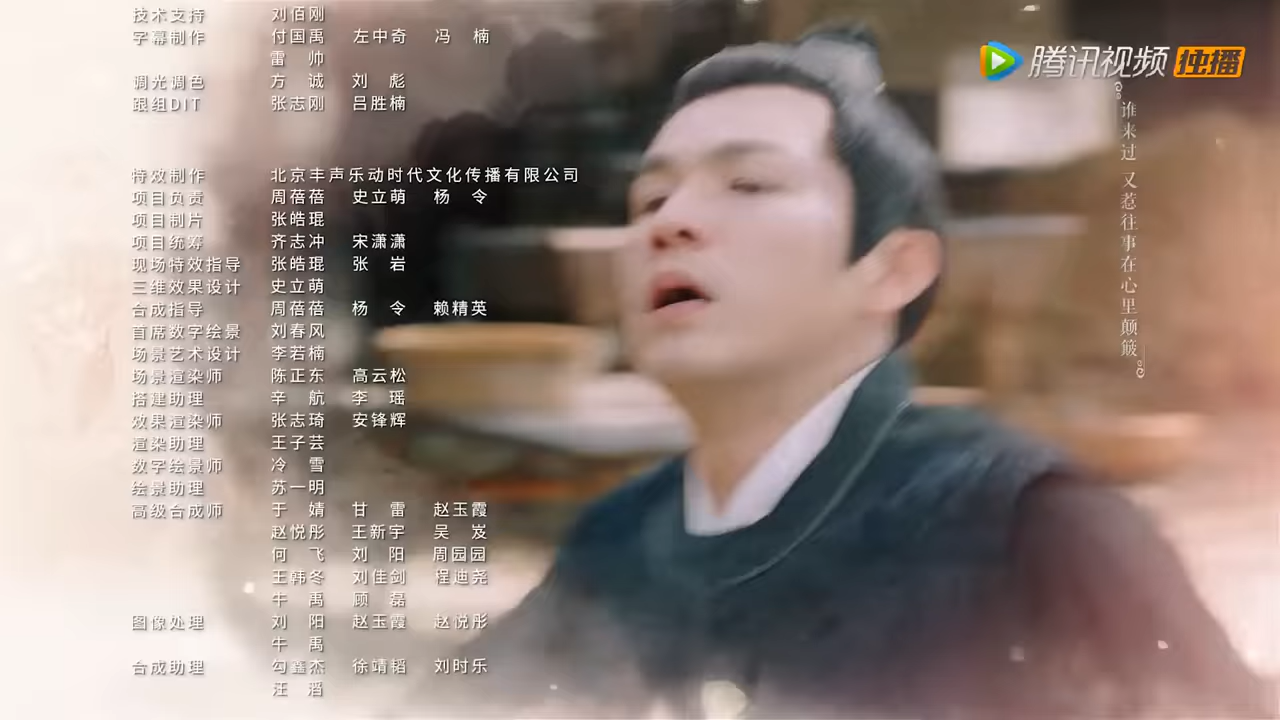 技术支持 刘佰刚
字幕制作 付国禹 左中奇 冯楠
雷帅
调光调色 方诚 刘彪
跟组DIT 张志刚 吕胜楠
特效制作 北京丰声乐动时代文化传播有限公司
项目负责 周蓓蓓 史立萌 杨令
项目制片 张皓琨
项目统筹 齐志冲 宋潇潇
现场特效指导 张皓琨 张岩
三维效果设计 史立萌
合成指导 周蓓蓓 杨令 赖精英
首席数字绘景 刘春风
场景艺术设计 李若楠
场景渲染师 陈正东 高云松
搭建助理 辛航 李瑶
效果渲染师 张志琦 安锋辉
渲染助理 王子芸
数字绘景师 冷雪
绘景助理 苏一明
高级合成师 于婧 甘雷 赵玉霞
赵悦彤 王新宇 吴岌
何飞 刘阳 周园园
王韩冬 刘佳剑 程迪尧
牛禹 顾磊
图像处理 刘阳 赵玉霞 赵悦彤
牛禹
合成助理 勾鑫杰 徐靖韬 刘时乐
汪滔
腾讯视频 独播
谁来过 又惹往事在心里颠簸